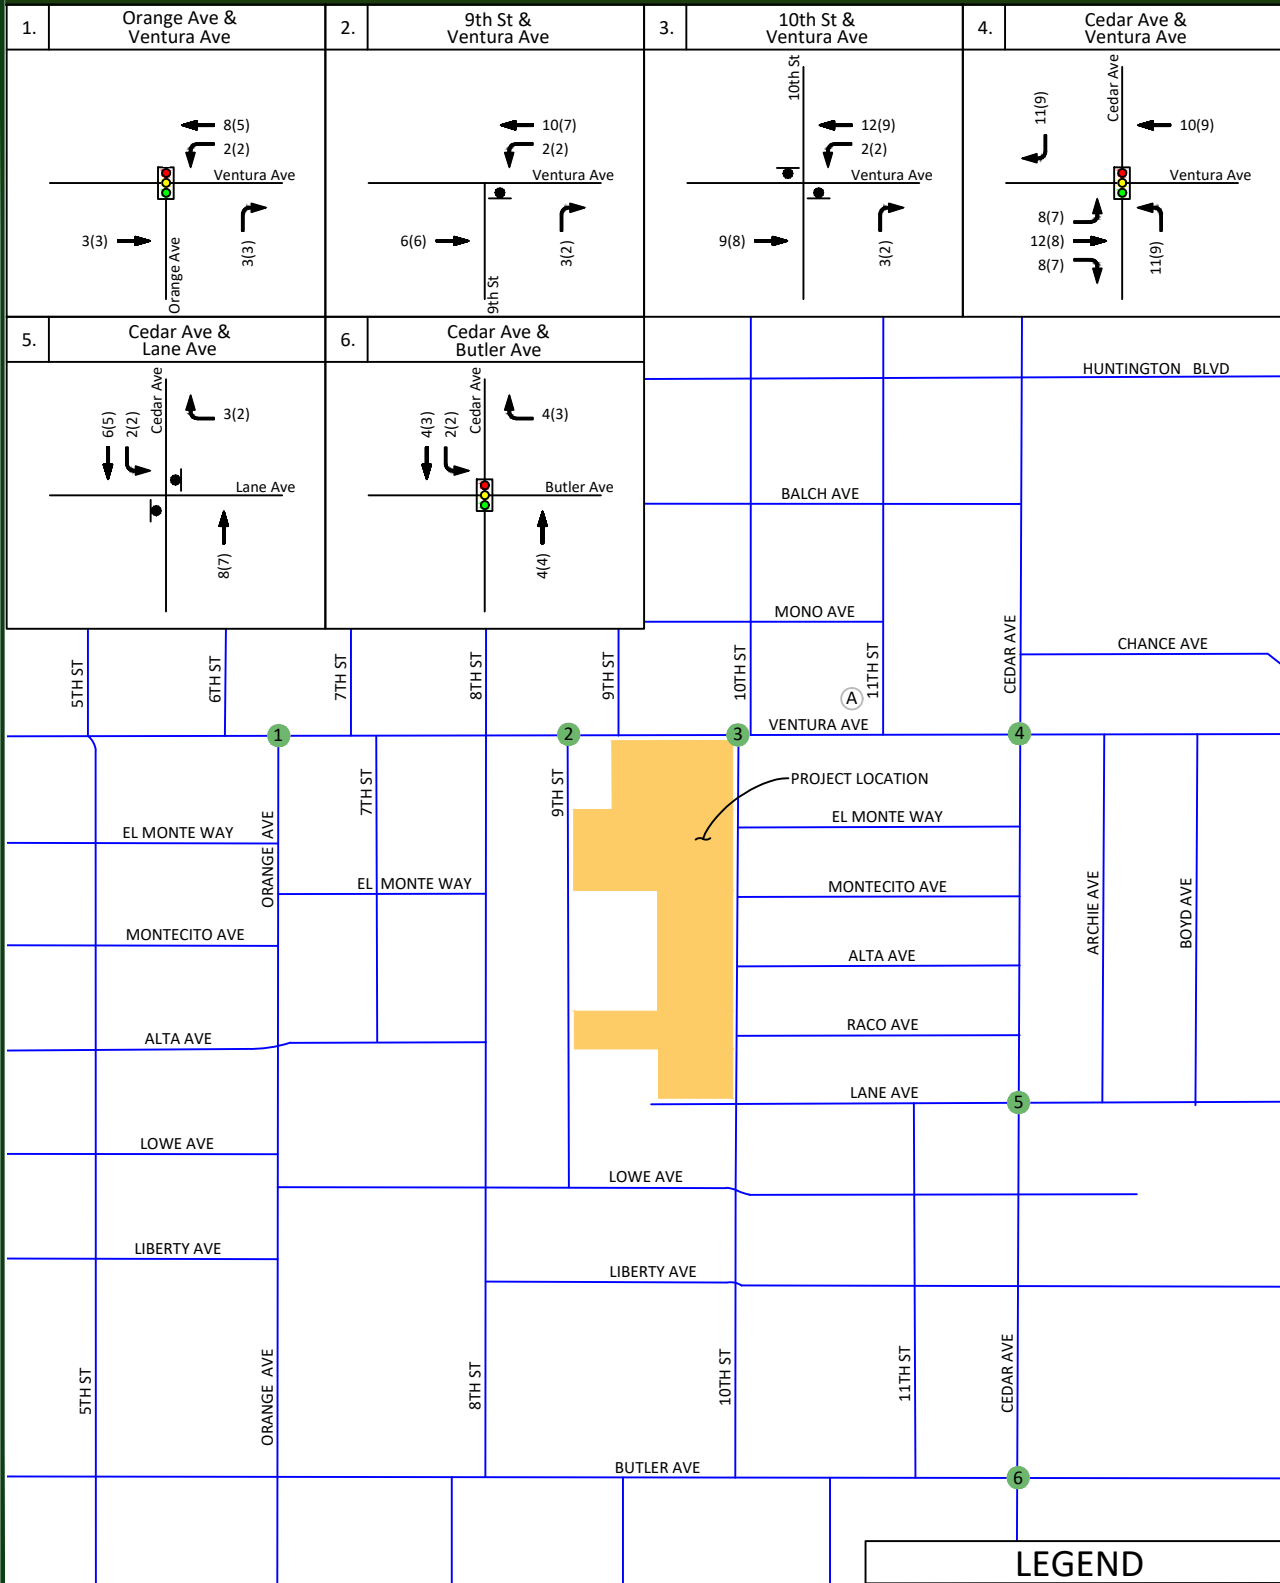 1.
Orange Ave &
Ventura Ave
8(5)
2(2)
Ventura Ave
3(3)
3(3)
Orange Ave
2.
9th St &
Ventura Ave
10(7)
2(2)
Ventura Ave
6(6)
3(2)
9th St
3.
10th St &
Ventura Ave
10th St
12(9)
2(2)
Ventura Ave
9(8)
3(2)
4.
Cedar Ave &
Ventura Ave
11(9)
Cedar Ave
10(9)
Ventura Ave
8(7)
12(8)
8(7)
11(9)
5.
Cedar Ave &
Lane Ave
6(5)
2(2)
Cedar Ave
3(2)
Lane Ave
8(7)
6.
Cedar Ave &
Butler Ave
4(3)
2(2)
Cedar Ave
4(3)
Butler Ave
4(4)
HUNTINGTON BLVD
BALCH AVE
MONO AVE
CHANCE AVE
5TH ST
6TH ST
7TH ST
8TH ST
9TH ST
10TH ST
11TH ST
CEDAR AVE
A
VENTURA AVE
1
2
3
4
PROJECT LOCATION
7TH ST
9TH ST
ORANGE AVE
EL MONTE WAY
EL MONTE WAY
EL MONTE WAY
MONTECITO AVE
MONTECITO AVE
ARCHIE AVE
BOYD AVE
ALTA AVE
ALTA AVE
RACO AVE
LANE AVE
5
LOWE AVE
LOWE AVE
LIBERTY AVE
LIBERTY AVE
5TH ST
ORANGE AVE
8TH ST
10TH ST
11TH ST
CEDAR AVE
BUTLER AVE
6
LEGEND